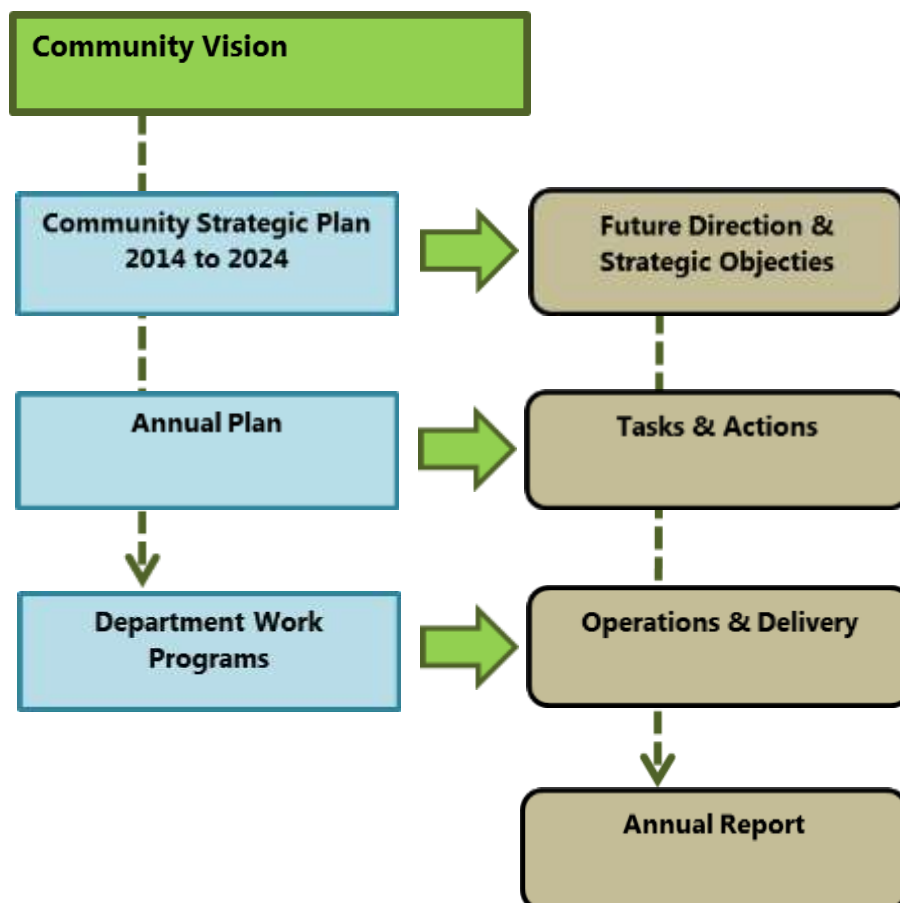 Community Vision
Community Strategic Plan
2014 to 2024
Future Direction &
Strategic Objecties
Annual Plan
Tasks & Actions
Department Work
Programs
Operations & Delivery
Annual Report